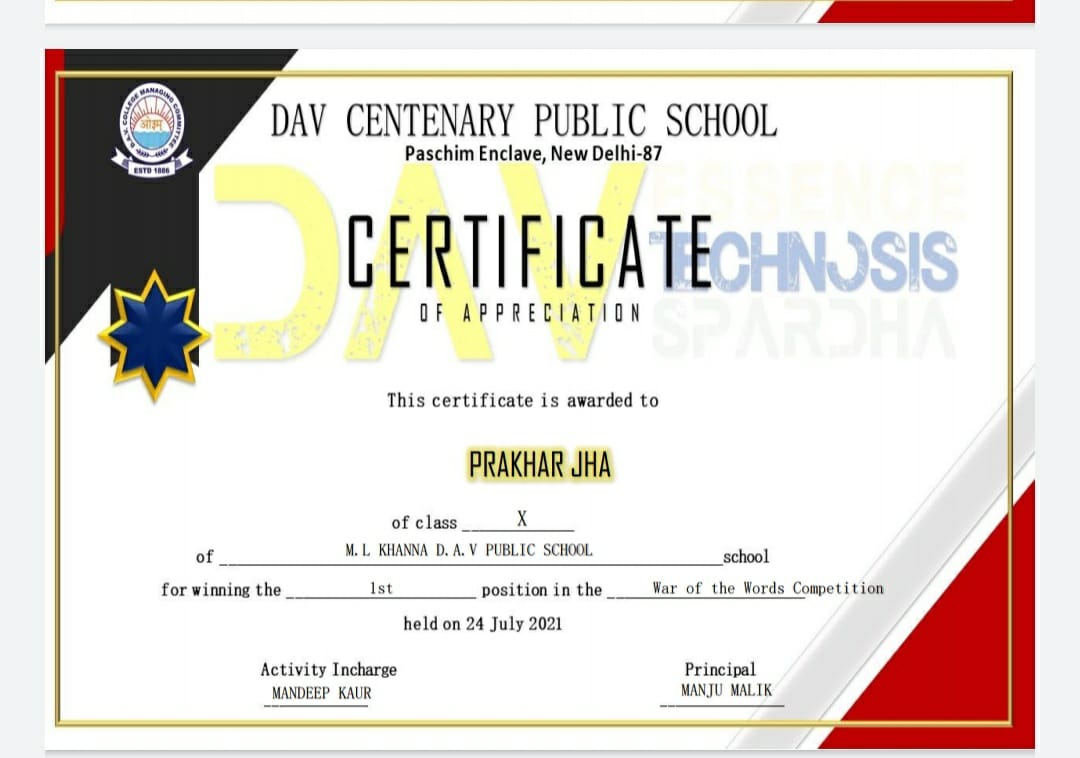 D.A.V. COLLEGE MANAGING COMMITTEE
ओ३म्
ESTD 1886
DAV CENTENARY PUBLIC SCHOOL
Paschim Enclave, New Delhi-87
DAV ESSENCE
TECHNOSIS
SPARDHA
CERTIFICATE
OF APPRECIATION
This certificate is awarded to
PRAKHAR JHA
of class X
of M.L KHANNA D.A.V PUBLIC SCHOOL school
for winning the 1st position in the War of the Words Competition
held on 24 July 2021
Activity Incharge Principal
MANDEEP KAUR MANJU MALIK